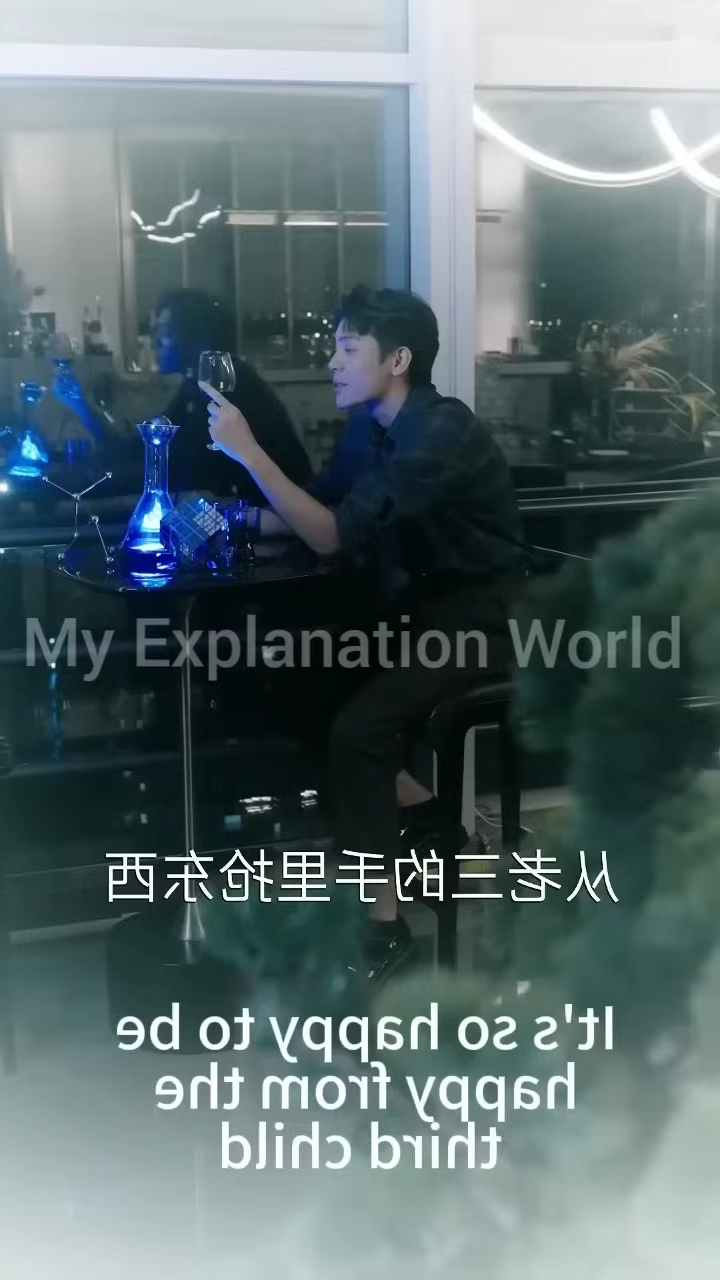 My Explanation World
从老三的手里抢东西
It's so happy to be
happy from the
third child